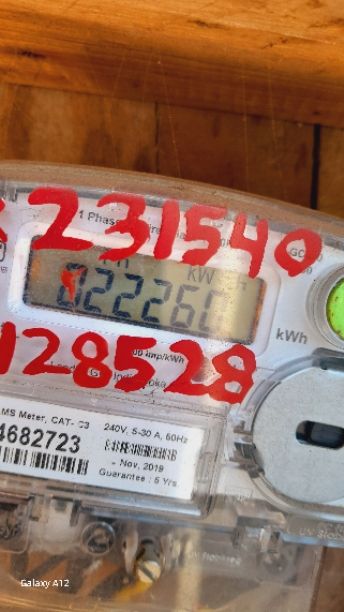 231540
1 Phase
kW
022260
kWh
128528
00 Imp/kWh
MS Meter, CAT- C3
4682723
240V, 5-30 A, 50Hz
Nov, 2019
Guarantee : 5 Yrs.
Galaxy A12